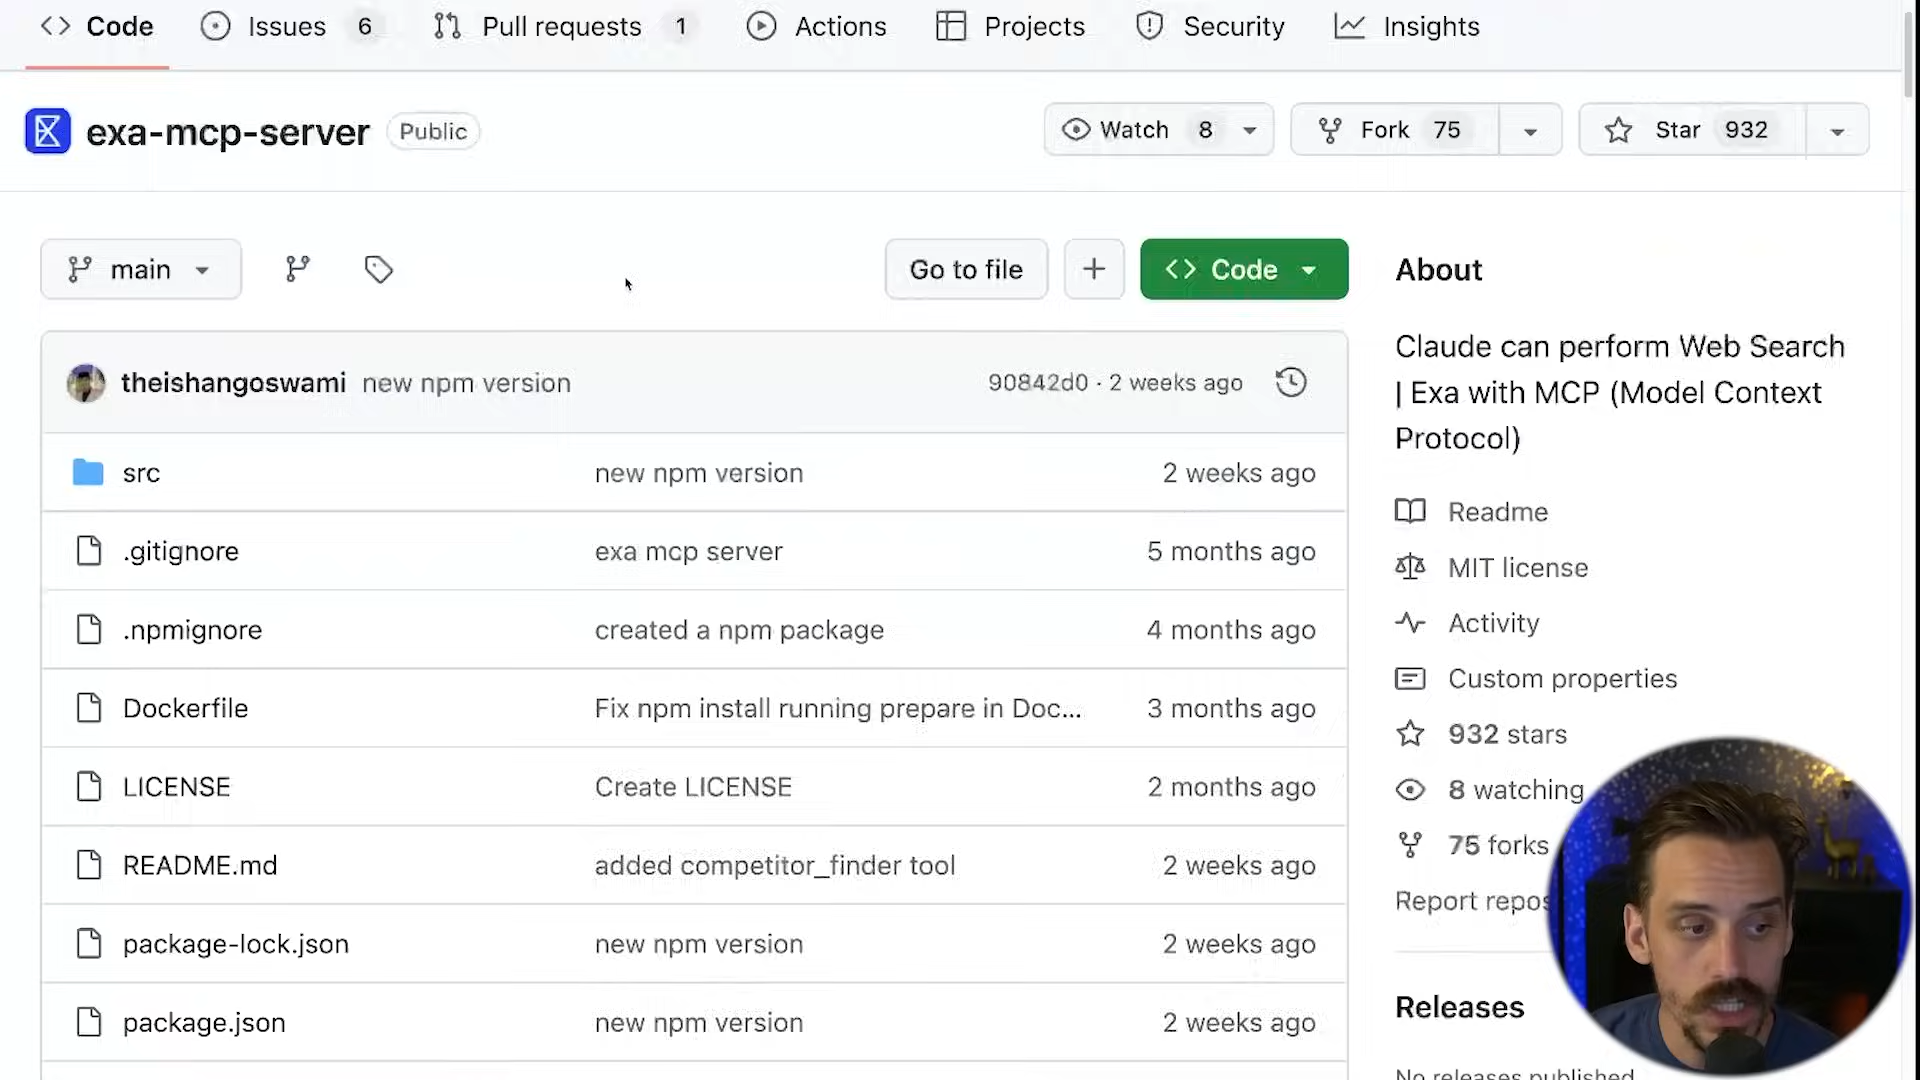 Code Issues 6 Pull requests 1 Actions Projects Security Insights
exa-mcp-server Public Watch 8 Fork 75 Star 932
main Go to file + Code
theishangoswami new npm version 90842d0 · 2 weeks ago
src new npm version 2 weeks ago
.gitignore exa mcp server 5 months ago
.npmignore created a npm package 4 months ago
Dockerfile Fix npm install running prepare in Doc... 3 months ago
LICENSE Create LICENSE 2 months ago
README.md added competitor_finder tool 2 weeks ago
package-lock.json new npm version 2 weeks ago
package.json new npm version 2 weeks ago
About
Claude can perform Web Search
| Exa with MCP (Model Context
Protocol)
Readme
MIT license
Activity
Custom properties
932 stars
8 watching
75 forks
Report
Releases
No releases published